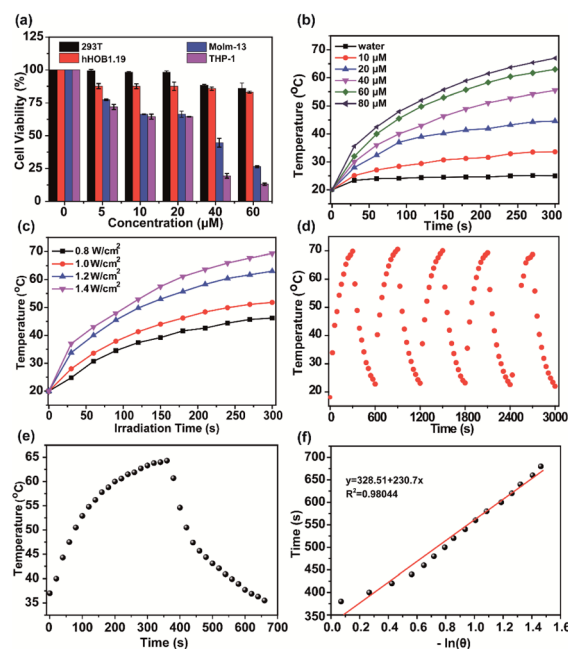 (a)
293T
hHOB1.19
Molm-13
THP-1
Cell Viability (%)
100
75
50
25
0
0 5 10 20 40 60
Concentration (μM)
(b)
water
10 μM
20 μM
40 μM
60 μM
80 μM
Temperature (°C)
70
60
50
40
30
20
10
0 50 100 150 200 250 300
Time (s)
(c)
0.8 W/cm²
1.0 W/cm²
1.2 W/cm²
1.4 W/cm²
Temperature (°C)
70
60
50
40
30
20
0 50 100 150 200 250 300
Irradiation Time (s)
(d)
Temperature (°C)
70
60
50
40
30
20
0 600 1200 1800 2400 3000
Time (s)
(e)
Temperature (°C)
65
55
45
35
0 100 200 300 400 500 600 700
Time (s)
(f)
y=328.51+230.7x
R²=0.98044
Time (s)
700
650
600
550
500
450
400
350
0.0 0.2 0.4 0.6 0.8 1.0 1.2 1.4 1.6
- ln(θ)